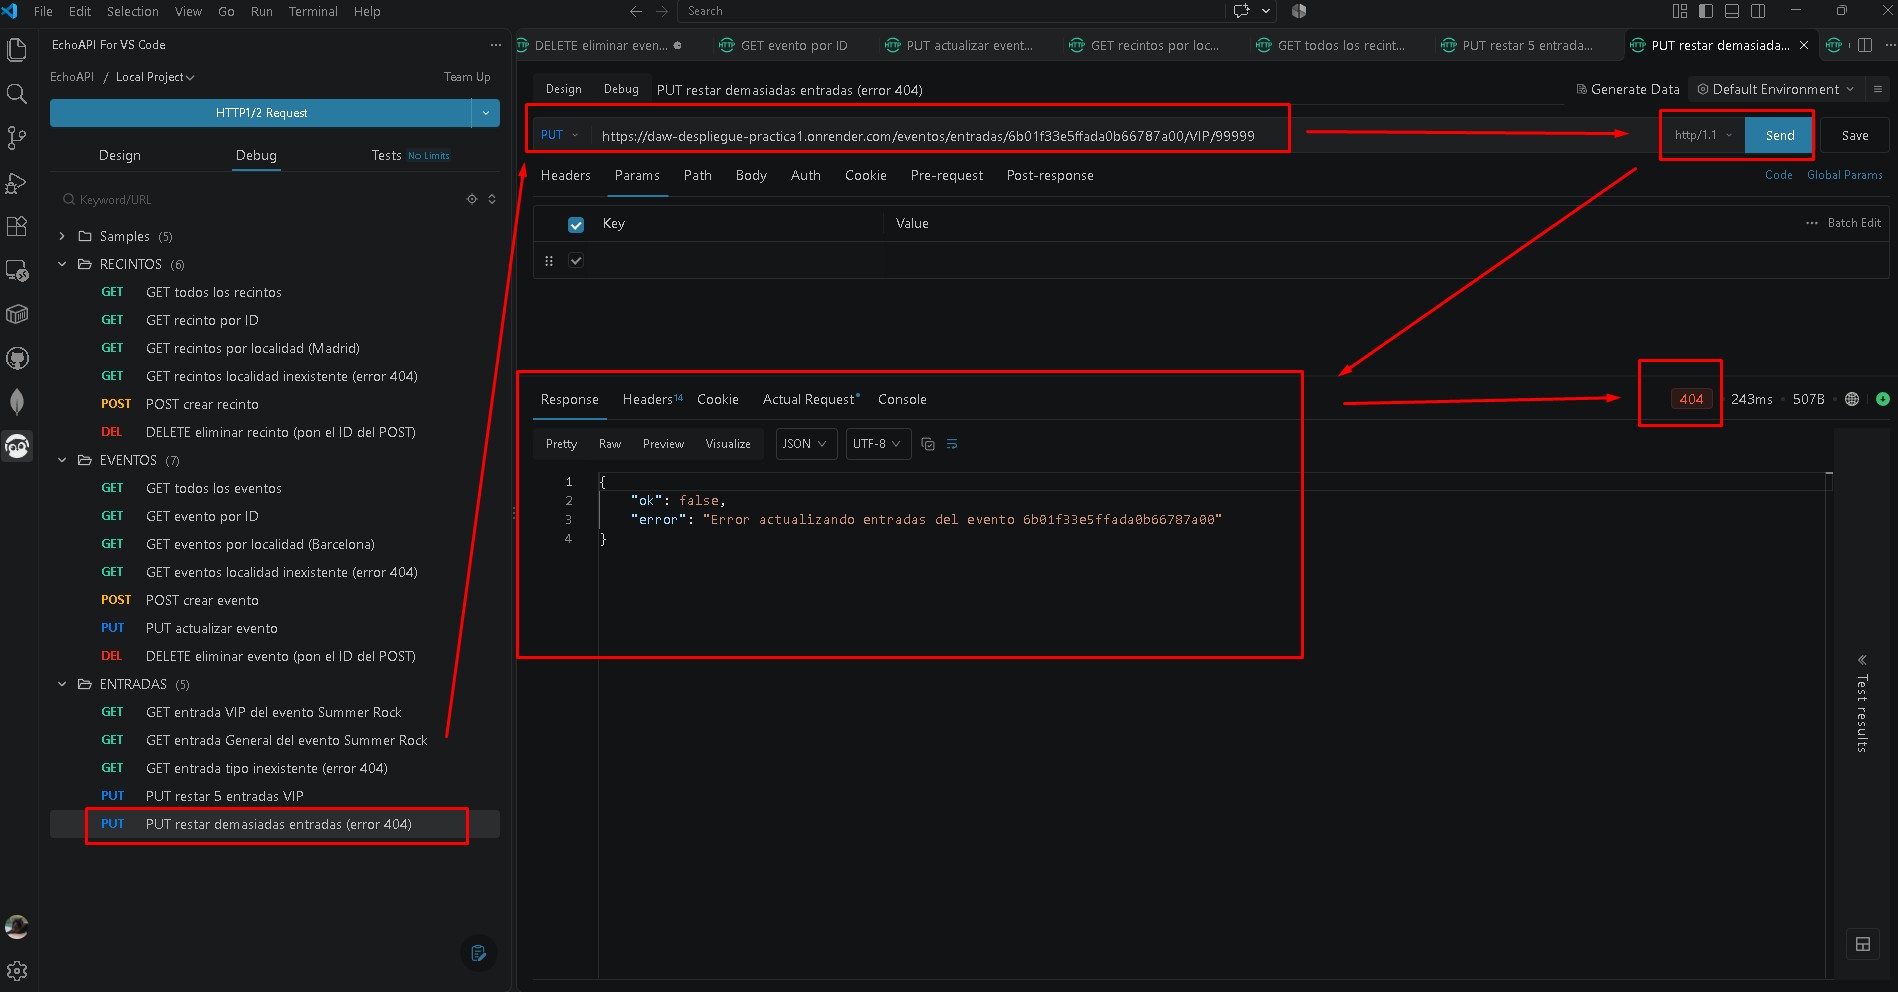 File Edit Selection View Go Run Terminal Help
Search
EchoAPI For VS Code
EchoAPI / Local Project
Team Up
HTTP1/2 Request
Design Debug Tests No Limits
Keyword/URL
Samples (5)
RECINTOS (6)
GET GET todos los recintos
GET GET recinto por ID
GET GET recintos por localidad (Madrid)
GET GET recintos localidad inexistente (error 404)
POST POST crear recinto
DEL DELETE eliminar recinto (pon el ID del POST)
EVENTOS (7)
GET GET todos los eventos
GET GET evento por ID
GET GET eventos por localidad (Barcelona)
GET GET eventos localidad inexistente (error 404)
POST POST crear evento
PUT PUT actualizar evento
DEL DELETE eliminar evento (pon el ID del POST)
ENTRADAS (5)
GET GET entrada VIP del evento Summer Rock
GET GET entrada General del evento Summer Rock
GET GET entrada tipo inexistente (error 404)
PUT PUT restar 5 entradas VIP
PUT PUT restar demasiadas entradas (error 404)
HTTP DELETE eliminar even... HTTP GET evento por ID HTTP PUT actualizar event... HTTP GET recintos por loc... HTTP GET todos los recint... HTTP PUT restar 5 entrada... HTTP PUT restar demasiada... HTTP
Design Debug PUT restar demasiadas entradas (error 404)
Generate Data Default Environment
PUT https://daw-despliegue-practica1.onrender.com/eventos/entradas/6b01f33e5ffada0b66787a00/VIP/99999
http/1.1 Send Save
Headers Params Path Body Auth Cookie Pre-request Post-response
Code Global Params
Key Value
Batch Edit
Response Headers 14 Cookie Actual Request Console
404 243ms 507B
Pretty Raw Preview Visualize JSON UTF-8
1 {
2 "ok": false,
3 "error": "Error actualizando entradas del evento 6b01f33e5ffada0b66787a00"
4 }
Test results